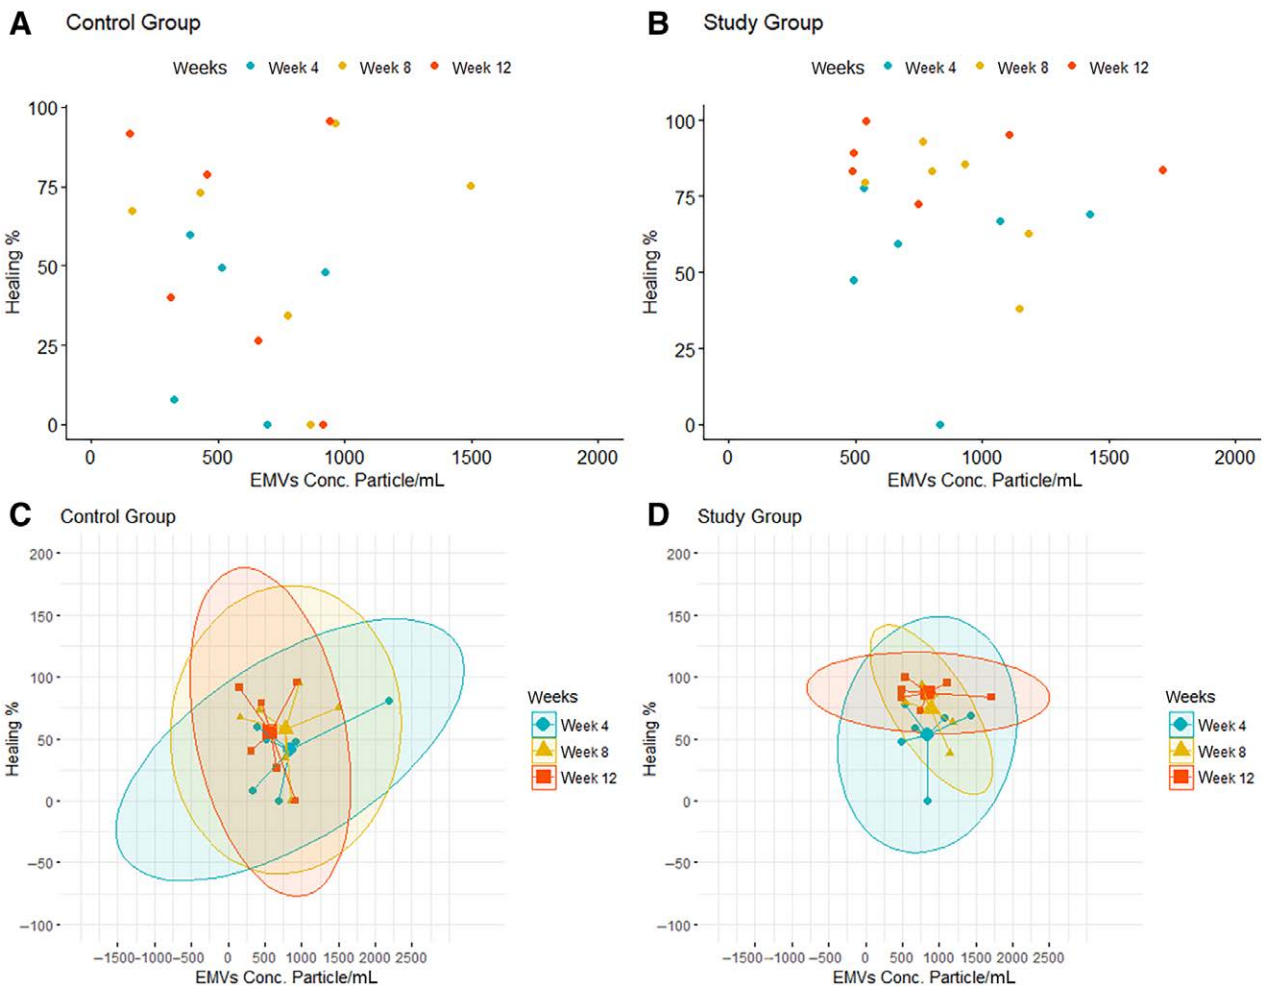 A Control Group
Weeks Week 4 Week 8 Week 12
100
75
50
25
0
Healing %
0 500 1000 1500 2000
EMVs Conc. Particle/mL
B Study Group
Weeks Week 4 Week 8 Week 12
100
75
50
25
0
Healing %
0 500 1000 1500 2000
EMVs Conc. Particle/mL
C Control Group
200
150
100
50
0
−50
−100
Healing %
−1500 −1000 −500 0 500 1000 1500 2000 2500
EMVs Conc. Particle/mL
Weeks
Week 4
Week 8
Week 12
D Study Group
200
150
100
50
0
−50
−100
Healing %
−1500 −1000 −500 0 500 1000 1500 2000 2500
EMVs Conc. Particle/mL
Weeks
Week 4
Week 8
Week 12